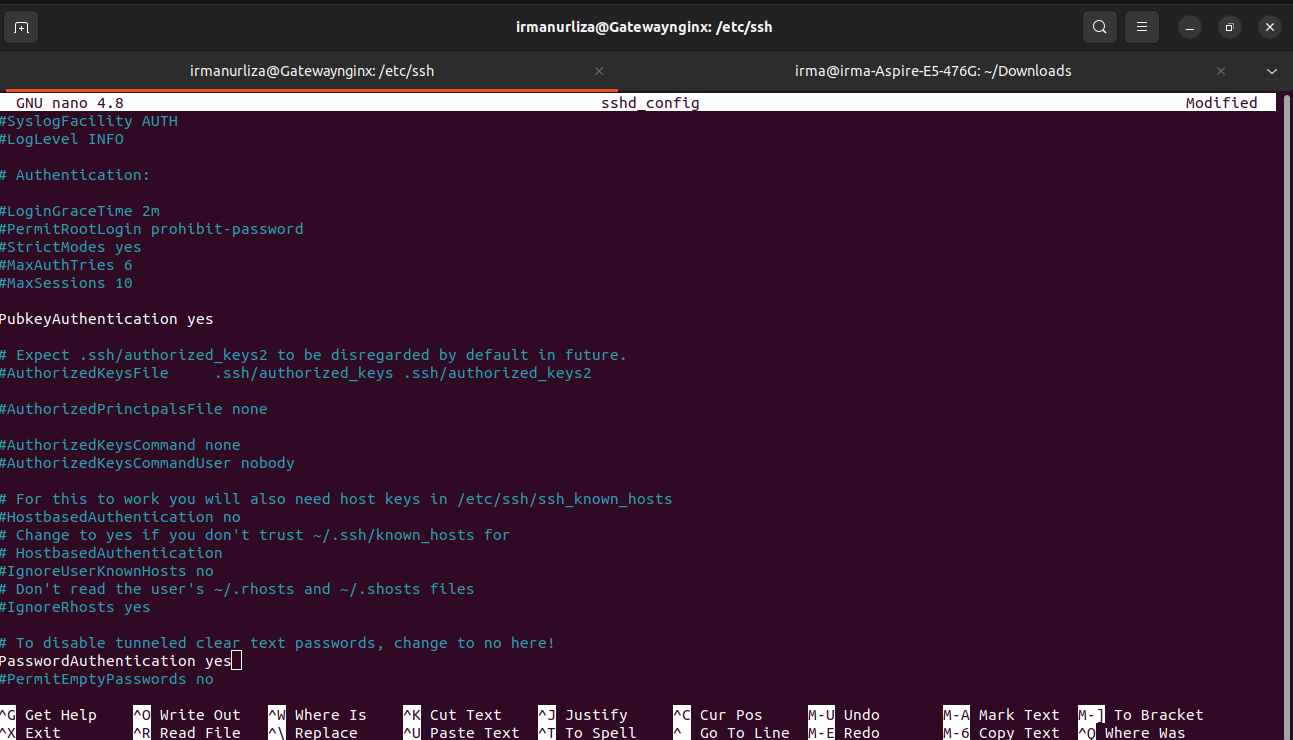 irmanurliza@Gatewaynginx: /etc/ssh
irmanurliza@Gatewaynginx: /etc/ssh
irma@irma-Aspire-E5-476G: ~/Downloads
GNU nano 4.8 sshd_config Modified
#SyslogFacility AUTH
#LogLevel INFO
# Authentication:
#LoginGraceTime 2m
#PermitRootLogin prohibit-password
#StrictModes yes
#MaxAuthTries 6
#MaxSessions 10
PubkeyAuthentication yes
# Expect .ssh/authorized_keys2 to be disregarded by default in future.
#AuthorizedKeysFile     .ssh/authorized_keys .ssh/authorized_keys2
#AuthorizedPrincipalsFile none
#AuthorizedKeysCommand none
#AuthorizedKeysCommandUser nobody
# For this to work you will also need host keys in /etc/ssh/ssh_known_hosts
#HostbasedAuthentication no
# Change to yes if you don't trust ~/.ssh/known_hosts for
# HostbasedAuthentication
#IgnoreUserKnownHosts no
# Don't read the user's ~/.rhosts and ~/.shosts files
#IgnoreRhosts yes
# To disable tunneled clear text passwords, change to no here!
PasswordAuthentication yes
#PermitEmptyPasswords no
^G Get Help ^O Write Out ^W Where Is ^K Cut Text ^J Justify ^C Cur Pos M-U Undo M-A Mark Text M-] To Bracket
^X Exit ^R Read File ^\ Replace ^U Paste Text ^T To Spell ^_ Go To Line M-E Redo M-6 Copy Text ^Q Where Was